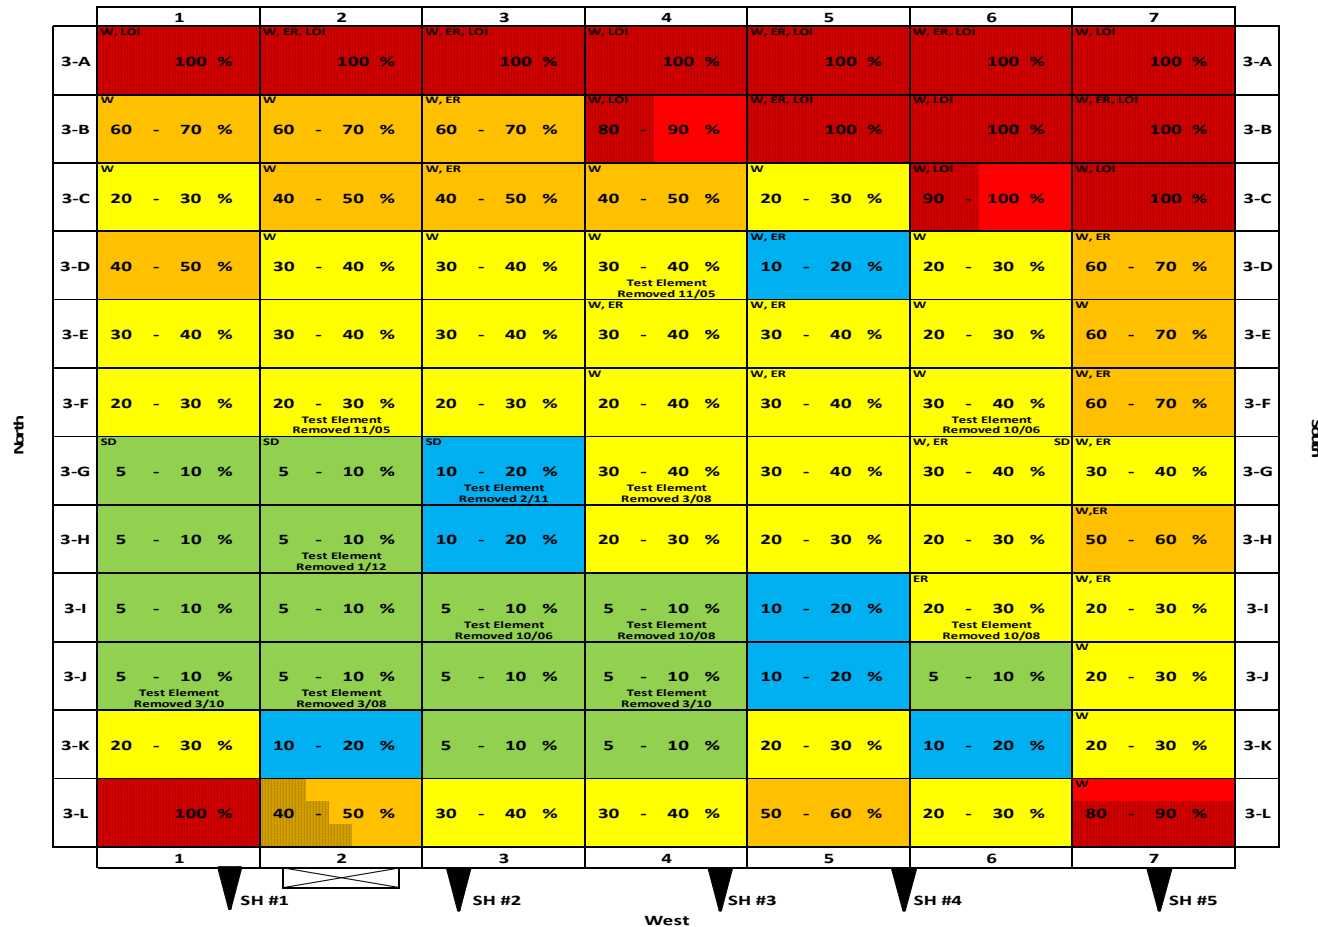 1 2 3 4 5 6 7
W, LOI W, ER, LOI W, ER, LOI W, LOI W, ER, LOI W, ER, LOI W, LOI
3-A 100 % 100 % 100 % 100 % 100 % 100 % 100 % 3-A
W W W, ER W, LOI W, ER, LOI W, LOI W, ER, LOI
3-B 60 - 70 % 60 - 70 % 60 - 70 % 80 - 90 % 100 % 100 % 100 % 3-B
W W W, ER W W W, LOI W, LOI
3-C 20 - 30 % 40 - 50 % 40 - 50 % 40 - 50 % 20 - 30 % 90 - 100 % 100 % 3-C
W W W W, ER W W, ER
3-D 40 - 50 % 30 - 40 % 30 - 40 % 30 - 40 % 10 - 20 % 20 - 30 % 60 - 70 % 3-D
Test Element
Removed 11/05
W, ER W, ER W W
3-E 30 - 40 % 30 - 40 % 30 - 40 % 30 - 40 % 30 - 40 % 20 - 30 % 60 - 70 % 3-E
W W, ER W W, ER
3-F 20 - 30 % 20 - 30 % 20 - 30 % 20 - 40 % 30 - 40 % 30 - 40 % 60 - 70 % 3-F
Test Element Test Element
Removed 11/05 Removed 10/06
SD SD SD W, ER SD W, ER
3-G 5 - 10 % 5 - 10 % 10 - 20 % 30 - 40 % 30 - 40 % 30 - 40 % 30 - 40 % 3-G
Test Element Test Element
Removed 2/11 Removed 3/08
W,ER
3-H 5 - 10 % 5 - 10 % 10 - 20 % 20 - 30 % 20 - 30 % 20 - 30 % 50 - 60 % 3-H
Test Element
Removed 1/12
ER W, ER
3-I 5 - 10 % 5 - 10 % 5 - 10 % 5 - 10 % 10 - 20 % 20 - 30 % 20 - 30 % 3-I
Test Element Test Element Test Element
Removed 10/06 Removed 10/08 Removed 10/08
W
3-J 5 - 10 % 5 - 10 % 5 - 10 % 5 - 10 % 10 - 20 % 5 - 10 % 20 - 30 % 3-J
Test Element Test Element Test Element
Removed 3/10 Removed 3/08 Removed 3/10
W
3-K 20 - 30 % 10 - 20 % 5 - 10 % 5 - 10 % 20 - 30 % 10 - 20 % 20 - 30 % 3-K
W
3-L 100 % 40 - 50 % 30 - 40 % 30 - 40 % 50 - 60 % 20 - 30 % 80 - 90 % 3-L
1 2 3 4 5 6 7
SH #1 SH #2 SH #3 SH #4 SH #5
West
North
South